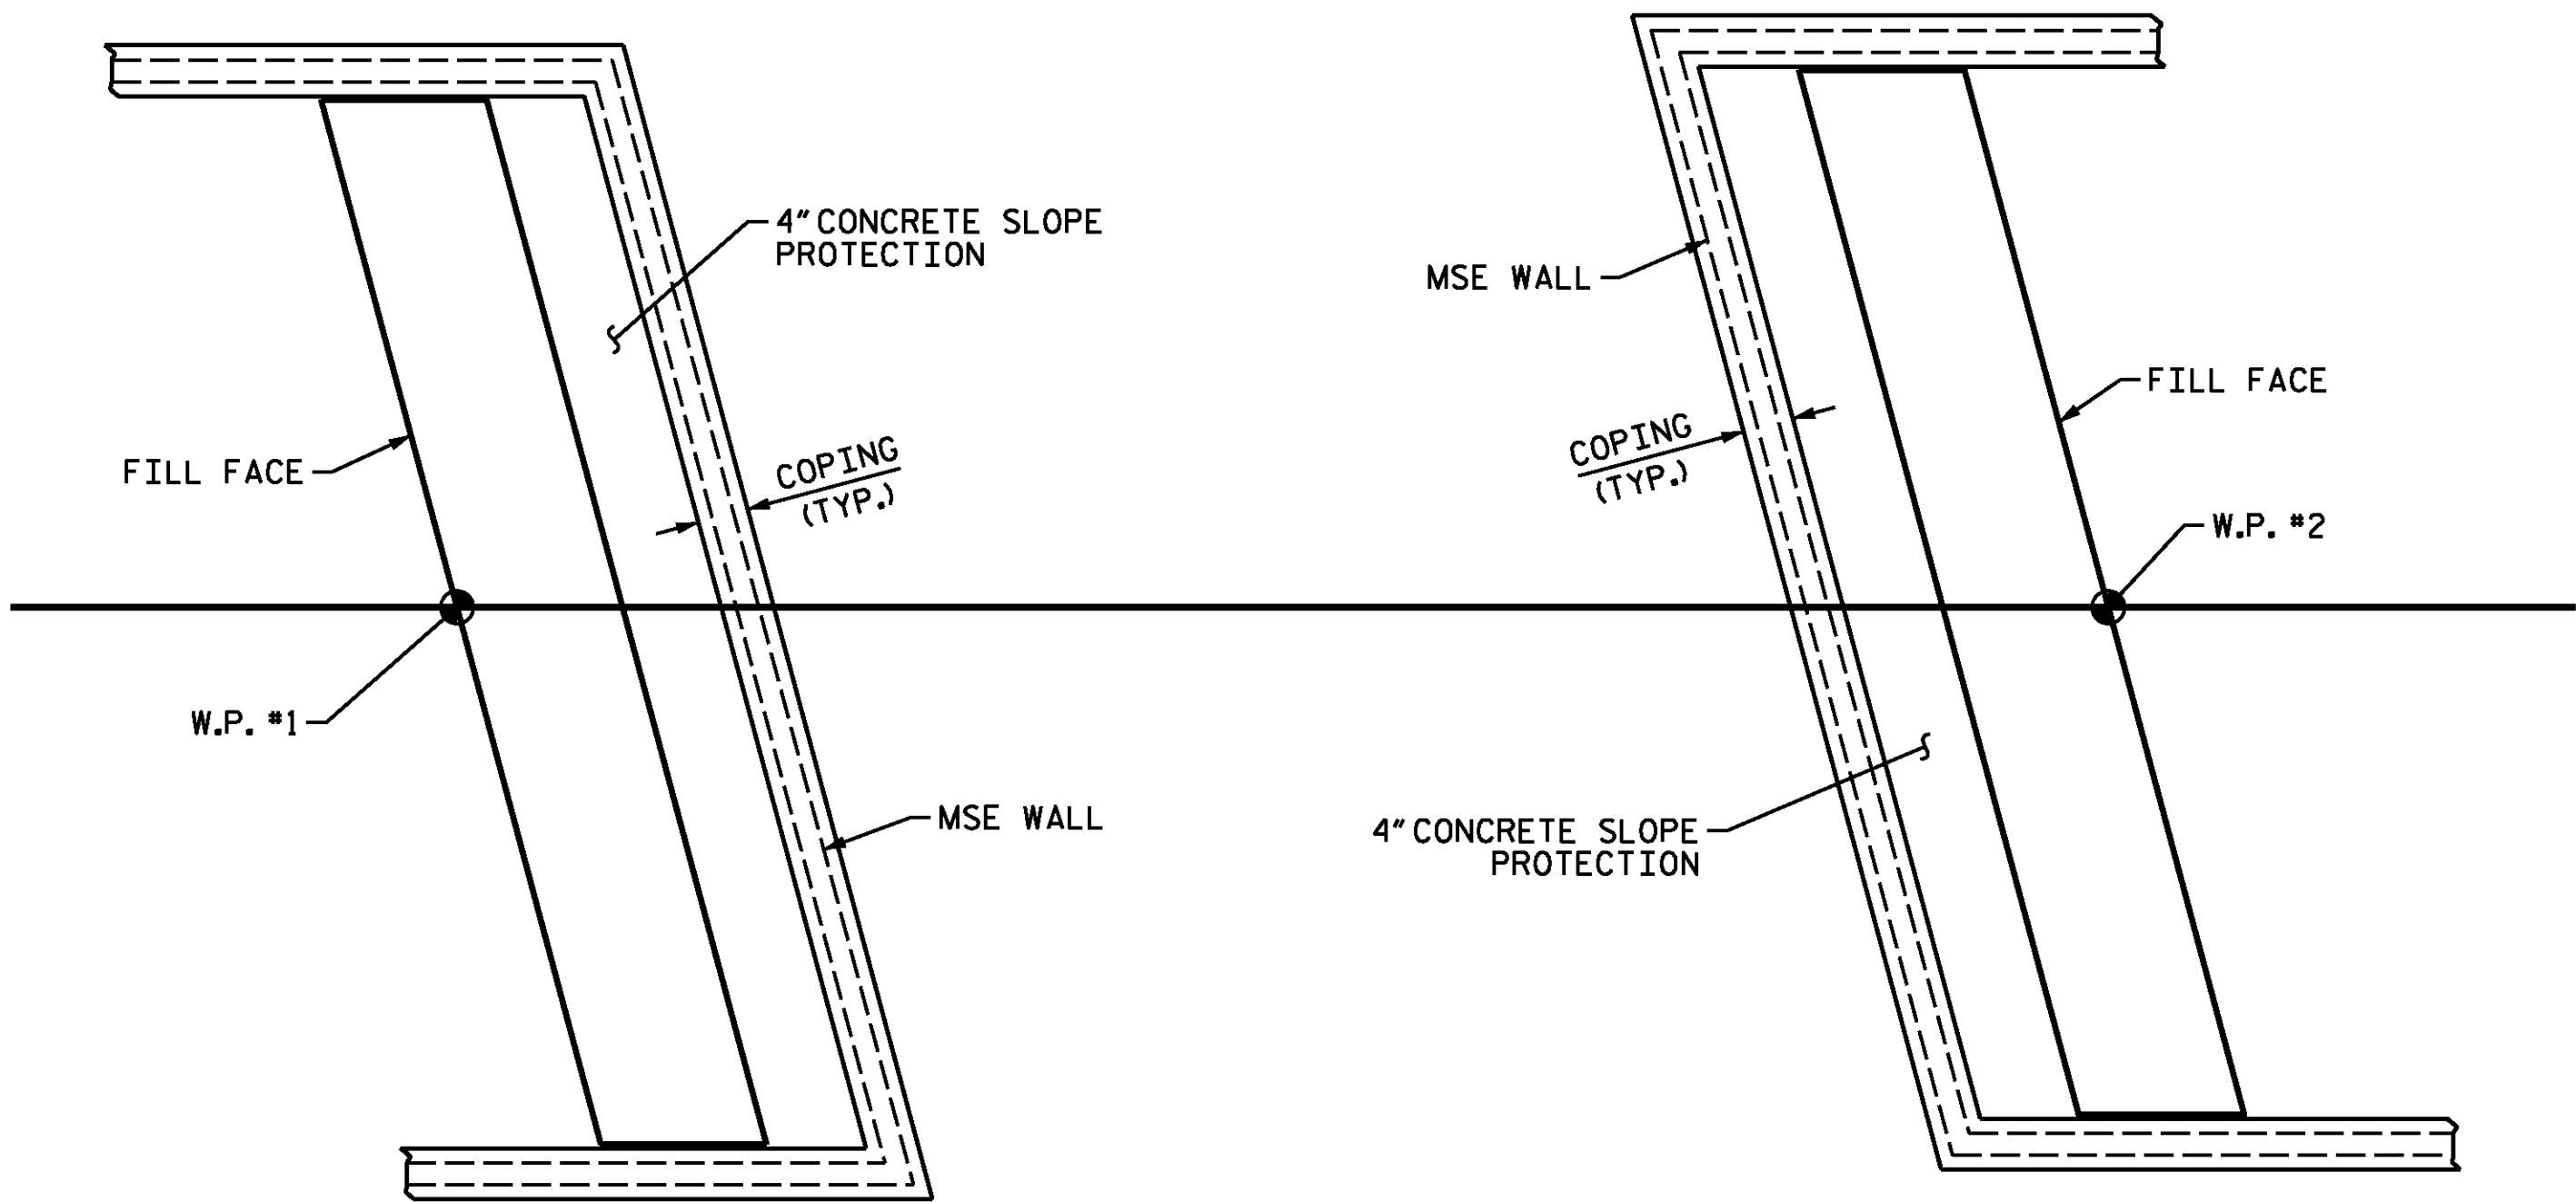 4" CONCRETE SLOPE
PROTECTION
FILL FACE
COPING
(TYP.)
W.P. #1
MSE WALL
MSE WALL
FILL FACE
COPING
(TYP.)
W.P. #2
4" CONCRETE SLOPE
PROTECTION